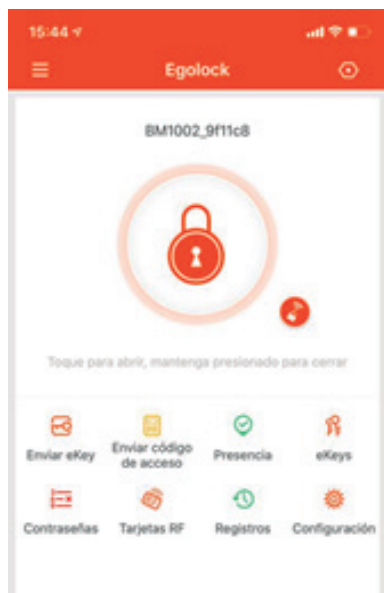 15:44
Egolock
BM1002_9f11c8
Toque para abrir, mantenga presionado para cerrar
Enviar eKey
Enviar código
de acceso
Presencia
eKeys
Contraseñas
Tarjetas RF
Registros
Configuración